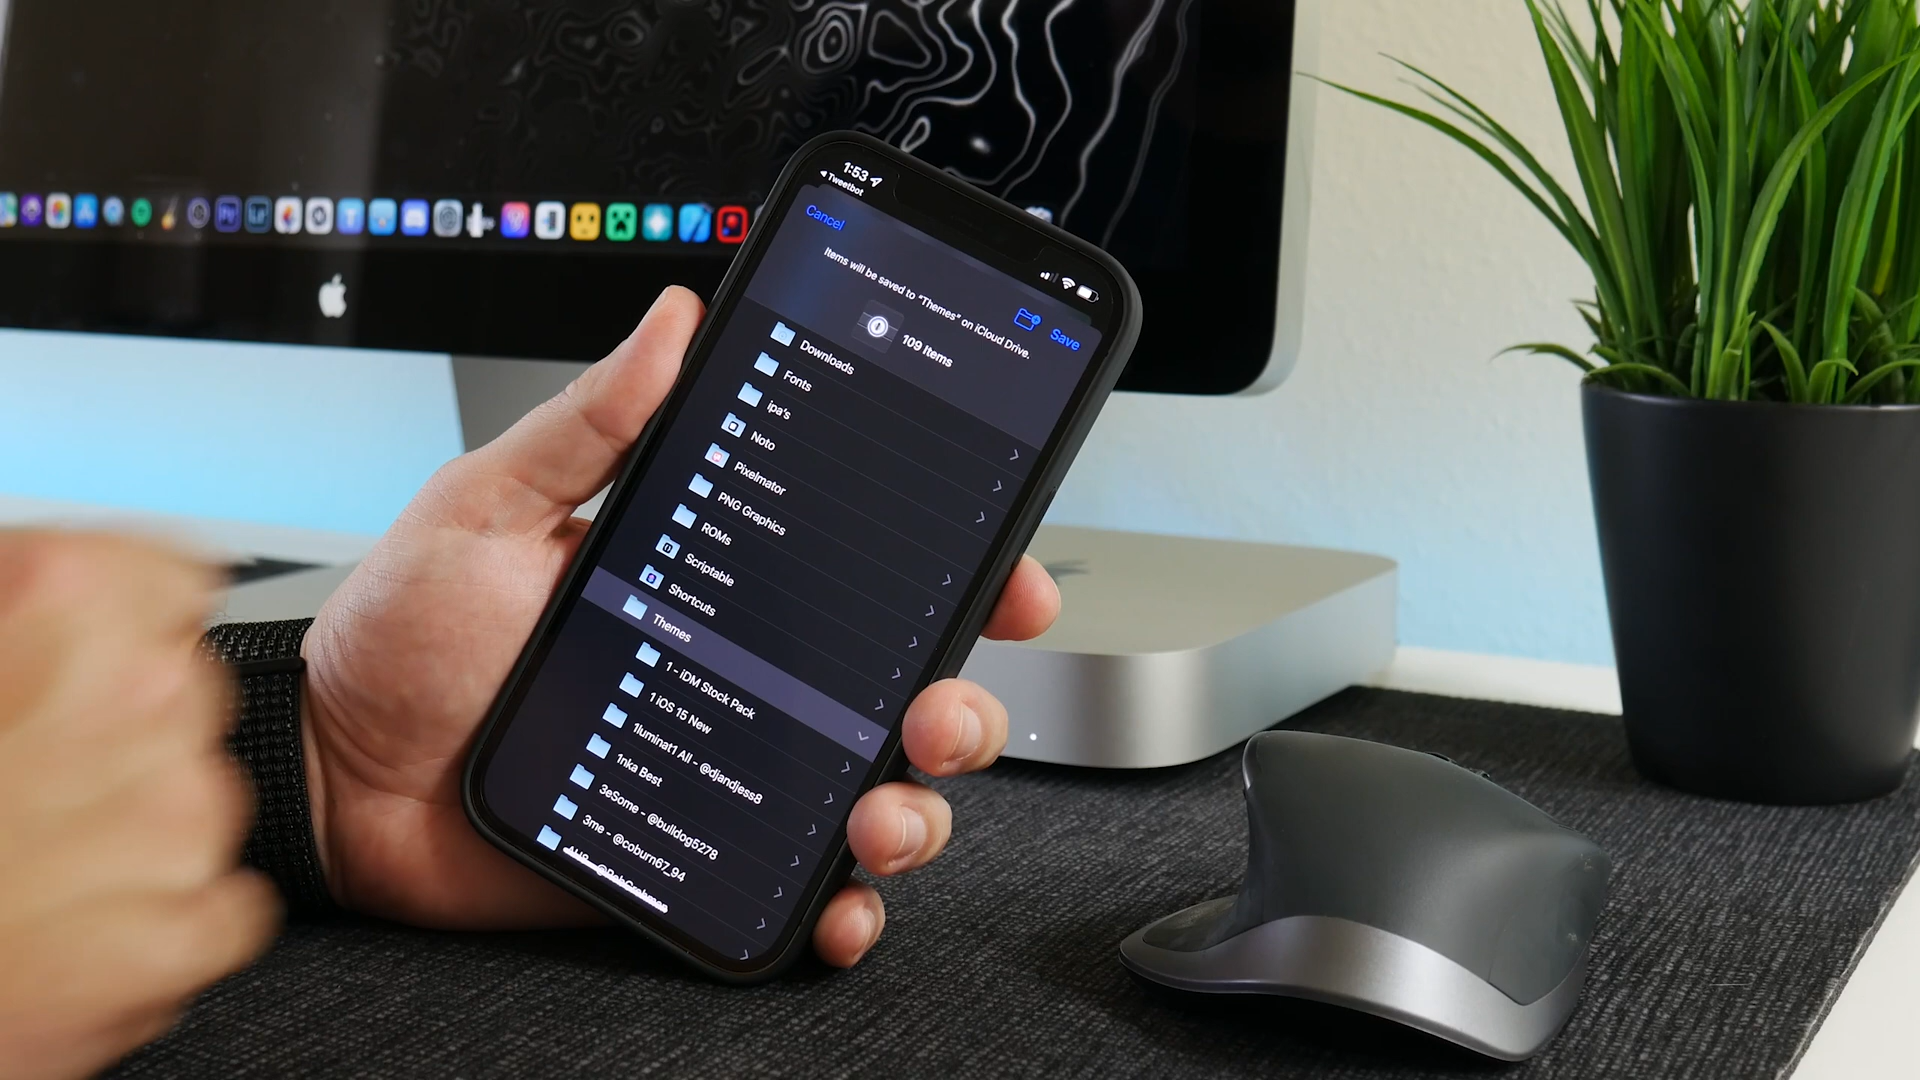 1:53
Tweetbot
Cancel
Items will be saved to "Themes" on iCloud Drive.
Save
109 Items
Downloads
Fonts
ipa's
Noto
Pixelmator
PNG Graphics
ROMs
Scriptable
Shortcuts
Themes
1 - iDM Stock Pack
1 iOS 15 New
1luminat1 All - @djandjess8
1nka Best
3eSome - @bulldog5278
3me - @coburn67_94
Pr
Lr